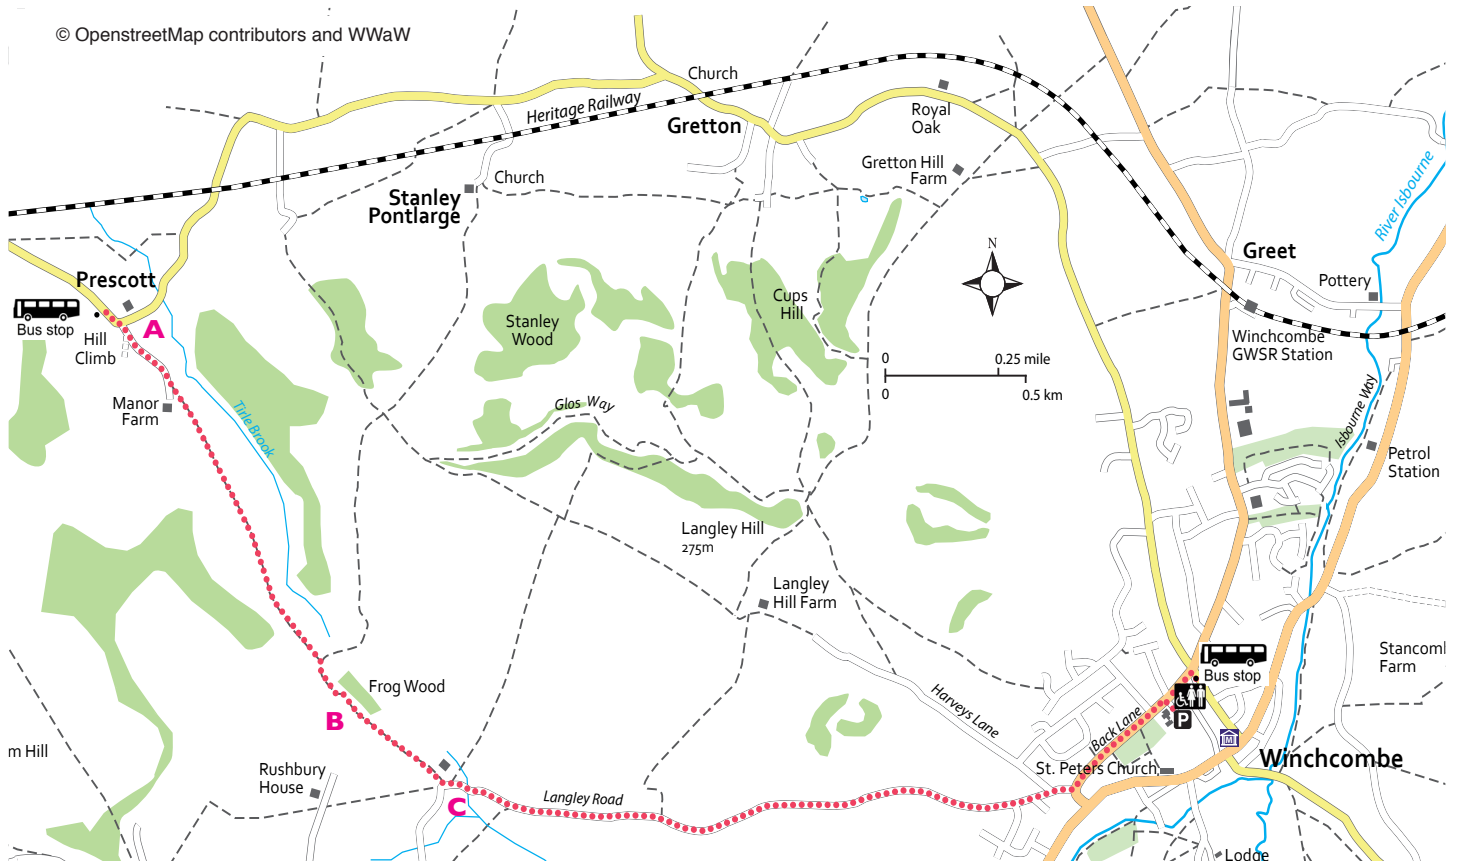 © OpenstreetMap contributors and WWaW
Church
Heritage Railway
Gretton
Royal
Oak
Gretton Hill
Farm
Church
Stanley
Pontlarge
River Isbourne
N
Greet
Prescott
Pottery
Bus stop
A
Hill
Climb
Cups
Hill
Stanley
Wood
Winchcombe
GWSR Station
0
0.25 mile
0
0.5 km
Manor
Farm
Tirle Brook
Glos Way
Isbourne Way
Petrol
Station
Langley Hill
275m
Langley
Hill Farm
Stancoml
Farm
Bus stop
Frog Wood
B
Harveys Lane
Back Lane
P
M
m Hill
Winchcombe
Rushbury
House
St. Peters Church
C
Langley Road
Lodge